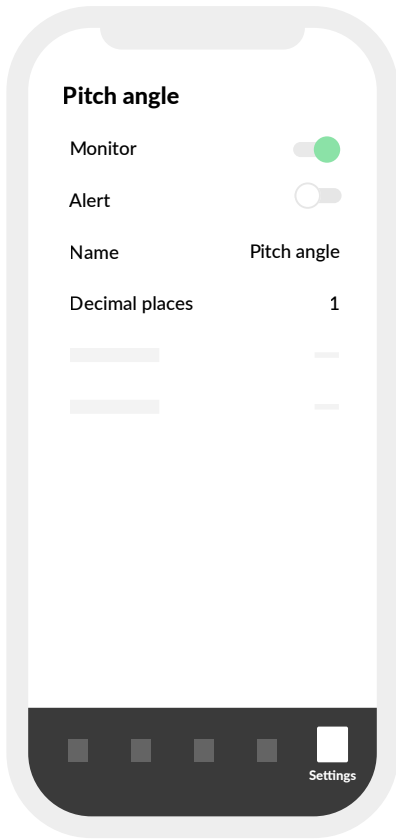 Pitch angle
Monitor
Alert
Name Pitch angle
Decimal places 1
Settings